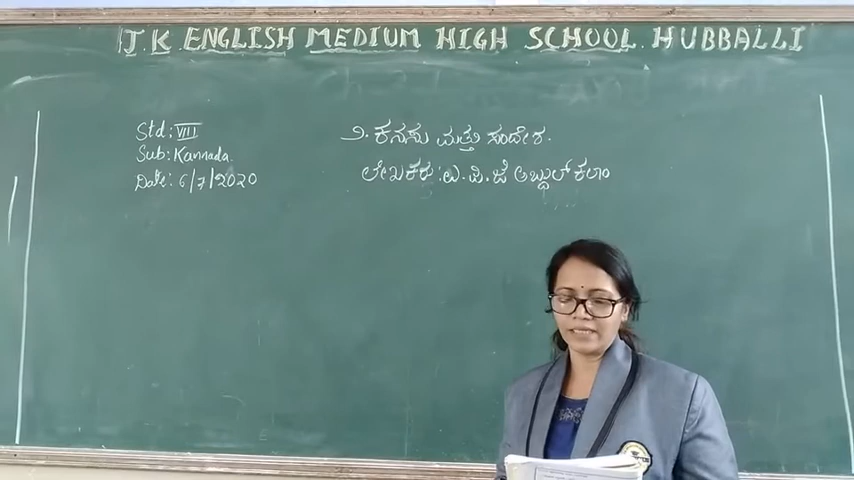 J K ENGLISH MEDIUM HIGH SCHOOL HUBBALLI
Std: VIII
Sub: Kannada.
Date: 6/7/2020
೨. ಕನಸು ಮತ್ತು ಸಂದೇಶ.
ಲೇಖಕರು : ಎ. ಪಿ. ಜೆ ಅಬ್ದುಲ್ ಕಲಾಂ